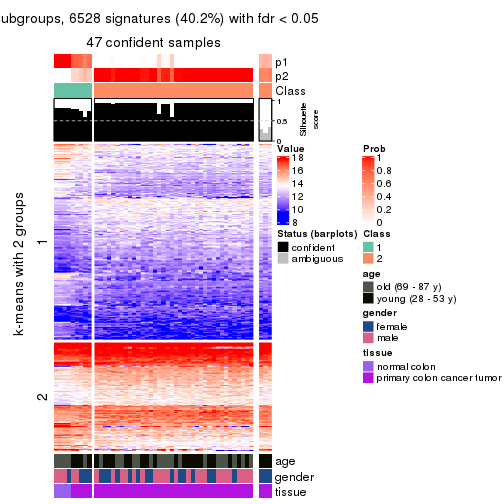 ubgroups, 6528 signatures (40.2%) with fdr < 0.05
47 confident samples
p1
p2
Class
1
0.5
0
Silhouette
score
k-means with 2 groups
1
2
Value
18
16
14
12
10
8
Prob
1
0.8
0.6
0.4
0.2
0
Status (barplots)
confident
ambiguous
Class
1
2
age
old (69 - 87 y)
young (28 - 53 y)
gender
female
male
tissue
normal colon
primary colon cancer tumor
age
gender
tissue